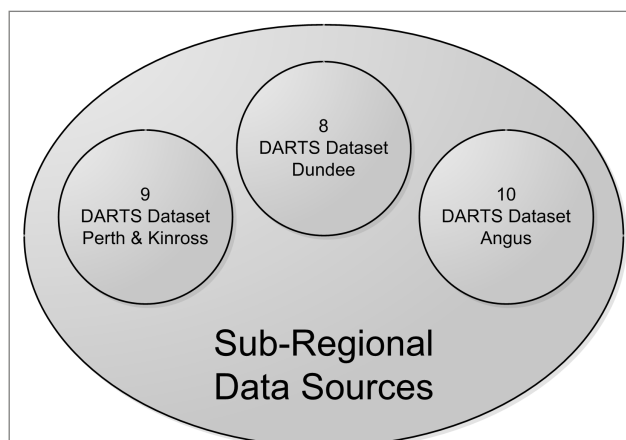 8
DARTS Dataset
Dundee
9
DARTS Dataset
Perth & Kinross
10
DARTS Dataset
Angus
Sub-Regional
Data Sources